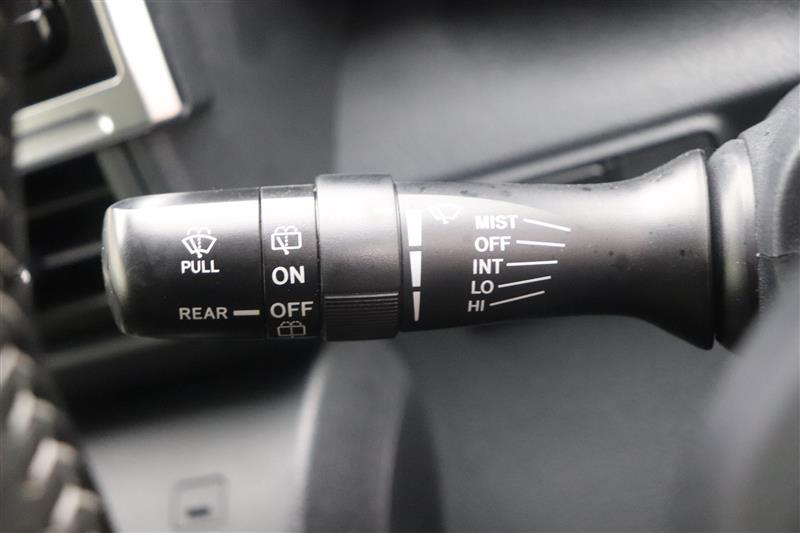 PULL
REAR
ON
OFF
MIST
OFF
INT
LO
HI